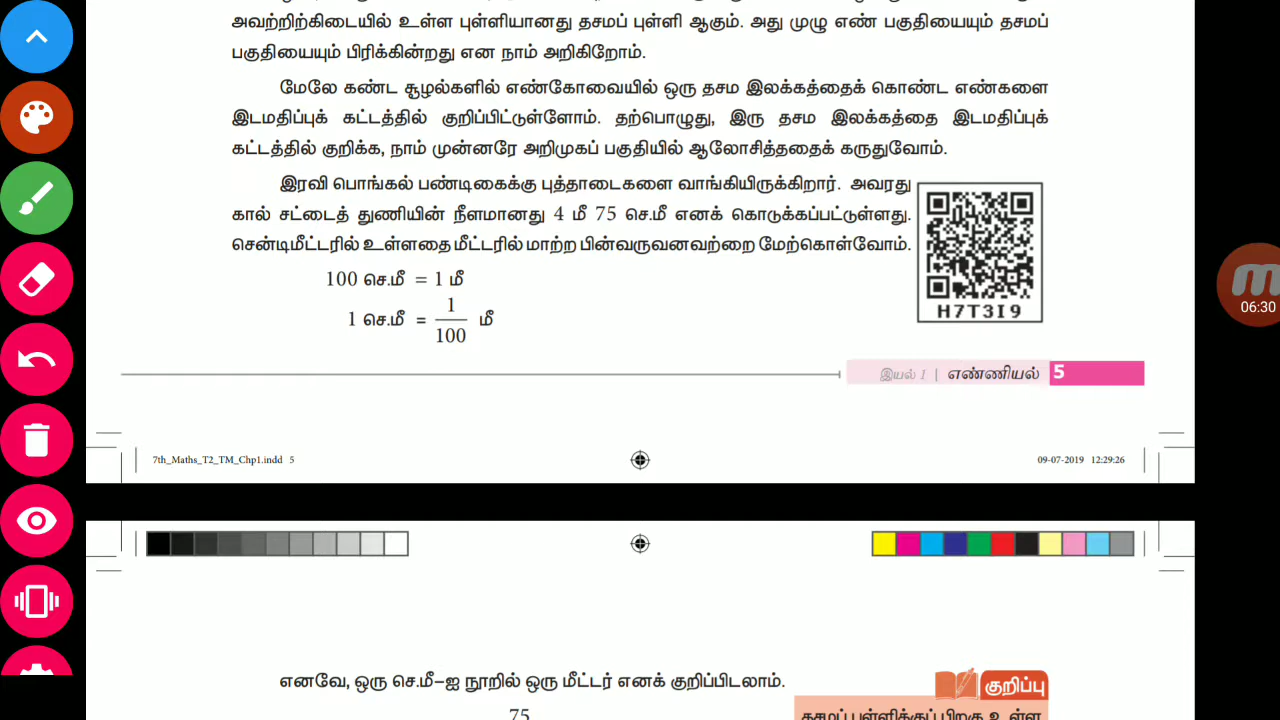 அவற்றிற்கிடையில் உள்ள புள்ளியானது தசமப் புள்ளி ஆகும். அது முழு எண் பகுதியையும் தசமப்
பகுதியையும் பிரிக்கின்றது என நாம் அறிகிறோம்.
மேலே கண்ட சூழல்களில் எண்கோவையில் ஒரு தசம இலக்கத்தைக் கொண்ட எண்களை
இடமதிப்புக் கட்டத்தில் குறிப்பிட்டுள்ளோம். தற்பொழுது, இரு தசம இலக்கத்தை இடமதிப்புக்
கட்டத்தில் குறிக்க, நாம் முன்னரே அறிமுகப் பகுதியில் ஆலோசித்ததைக் கருதுவோம்.
இரவி பொங்கல் பண்டிகைக்கு புத்தாடைகளை வாங்கியிருக்கிறார். அவரது
கால் சட்டைத் துணியின் நீளமானது 4 மீ 75 செ.மீ எனக் கொடுக்கப்பட்டுள்ளது.
சென்டிமீட்டரில் உள்ளதை மீட்டரில் மாற்ற பின்வருவனவற்றை மேற்கொள்வோம்.
100 செ.மீ = 1 மீ
1 செ.மீ = 1/100 மீ
H7T3I9
06:30
இயல் 1 | எண்ணியல் 5
7th_Maths_T2_TM_Chp1.indd 5
09-07-2019 12:29:26
எனவே, ஒரு செ.மீ–ஐ நூறில் ஒரு மீட்டர் எனக் குறிப்பிடலாம்.
குறிப்பு
75
தசமப் புள்ளிக்குப் பிறகு உள்ள